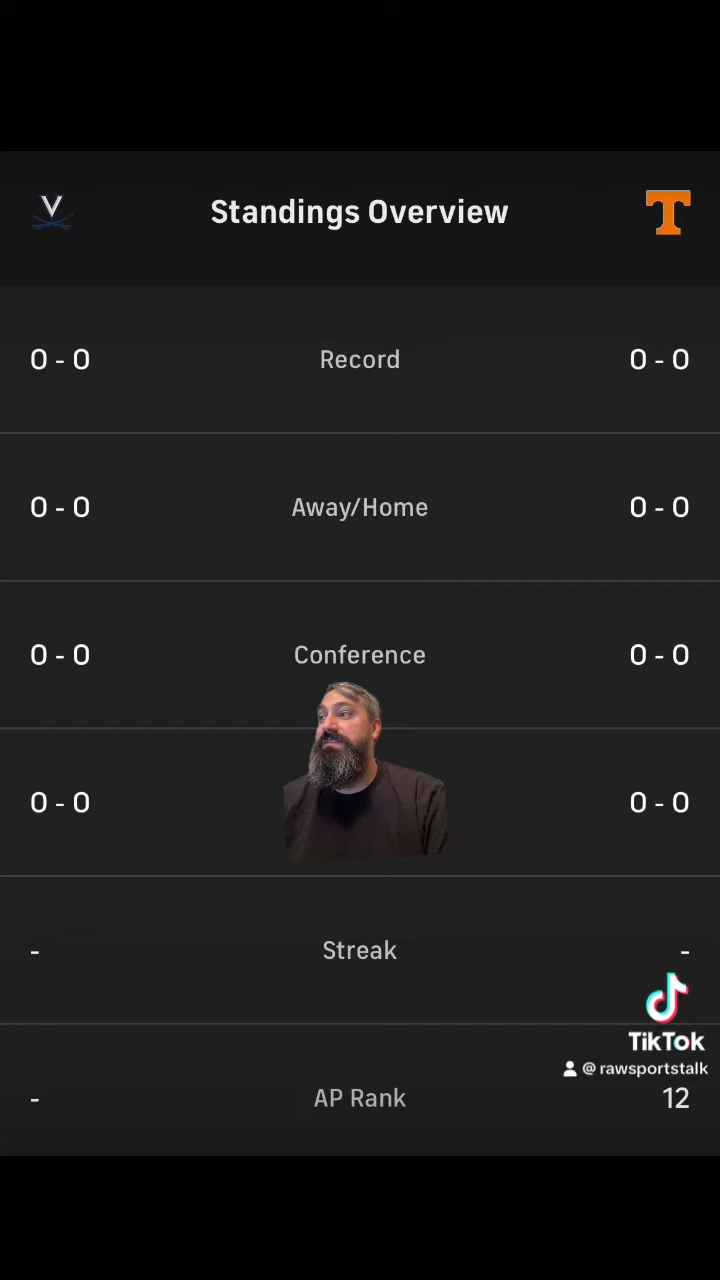 V Standings Overview T
0 - 0 Record 0 - 0
0 - 0 Away/Home 0 - 0
0 - 0 Conference 0 - 0
0 - 0 0 - 0
- Streak -
TikTok
@ rawsportstalk
- AP Rank 12